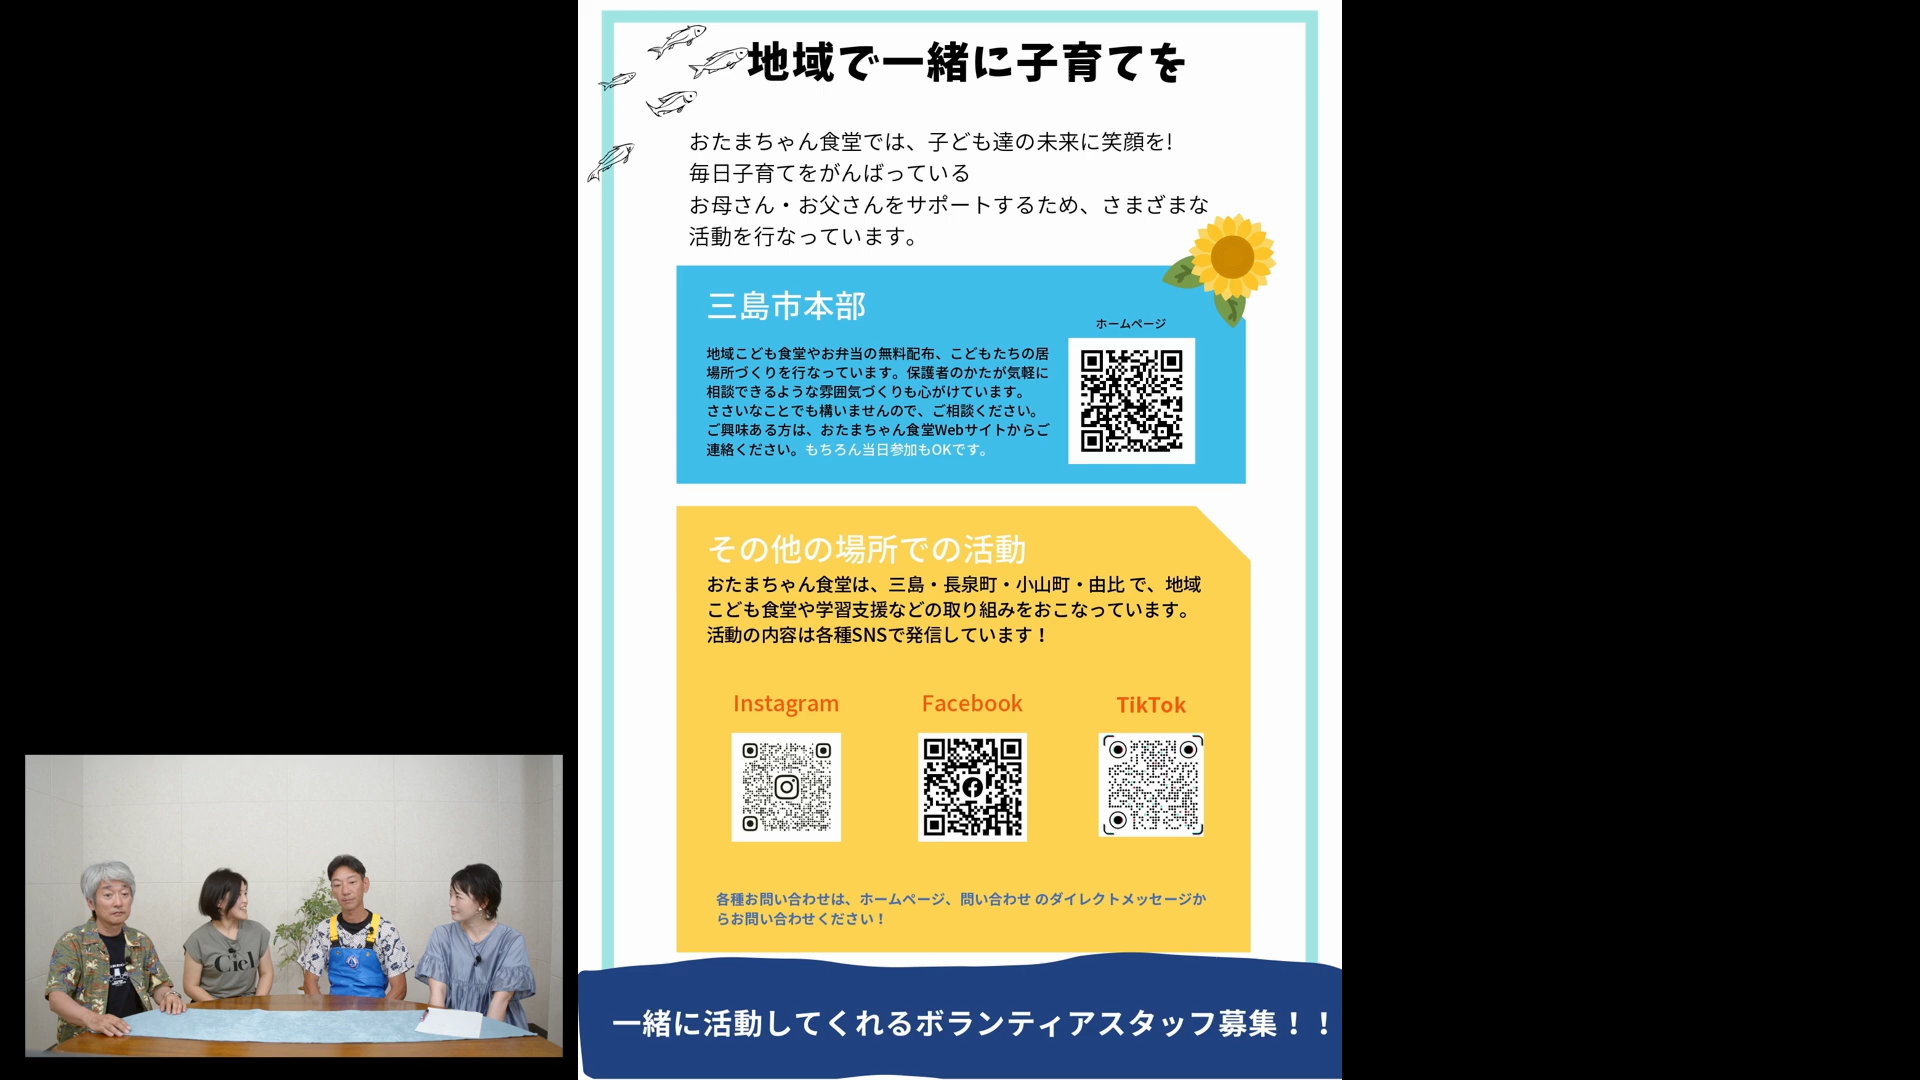 地域で一緒に子育てを
おたまちゃん食堂では、子ども達の未来に笑顔を!
毎日子育てをがんばっている
お母さん・お父さんをサポートするため、さまざまな
活動を行なっています。
三島市本部
ホームページ
地域こども食堂やお弁当の無料配布、こどもたちの居
場所づくりを行なっています。保護者のかたが気軽に
相談できるような雰囲気づくりも心がけています。
ささいなことでも構いませんので、ご相談ください。
ご興味ある方は、おたまちゃん食堂Webサイトからご
連絡ください。もちろん当日参加もOKです。
その他の場所での活動
おたまちゃん食堂は、三島・長泉町・小山町・由比 で、地域
こども食堂や学習支援などの取り組みをおこなっています。
活動の内容は各種SNSで発信しています！
Instagram
Facebook
TikTok
各種お問い合わせは、ホームページ、問い合わせ のダイレクトメッセージか
らお問い合わせください！
一緒に活動してくれるボランティアスタッフ募集！！
Ciel